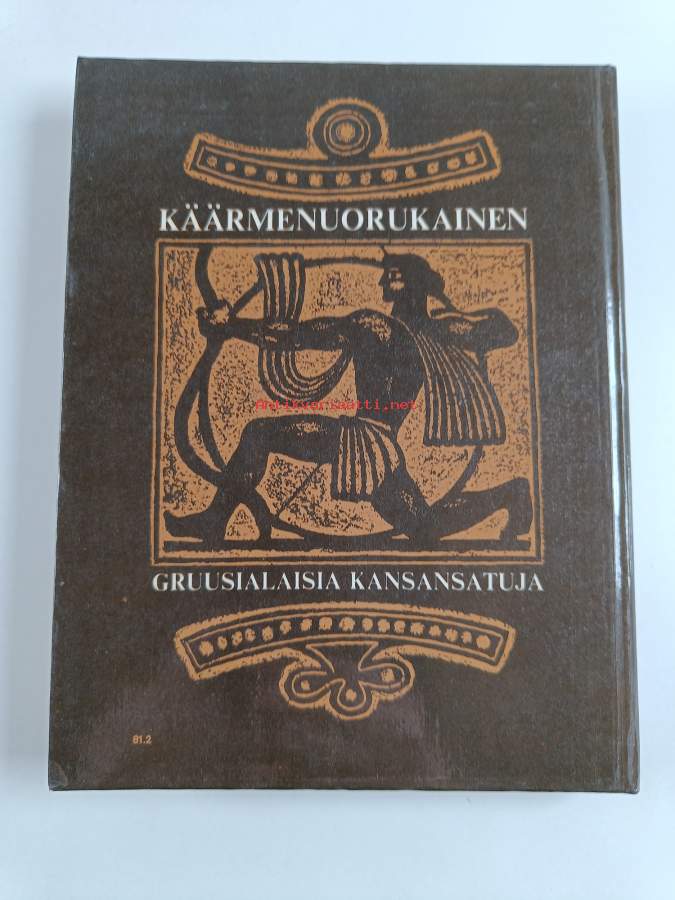 KÄÄRMENUORUKAINEN
Antikvariaatti.net
GRUUSIALAISIA KANSANSATUJA
81.2